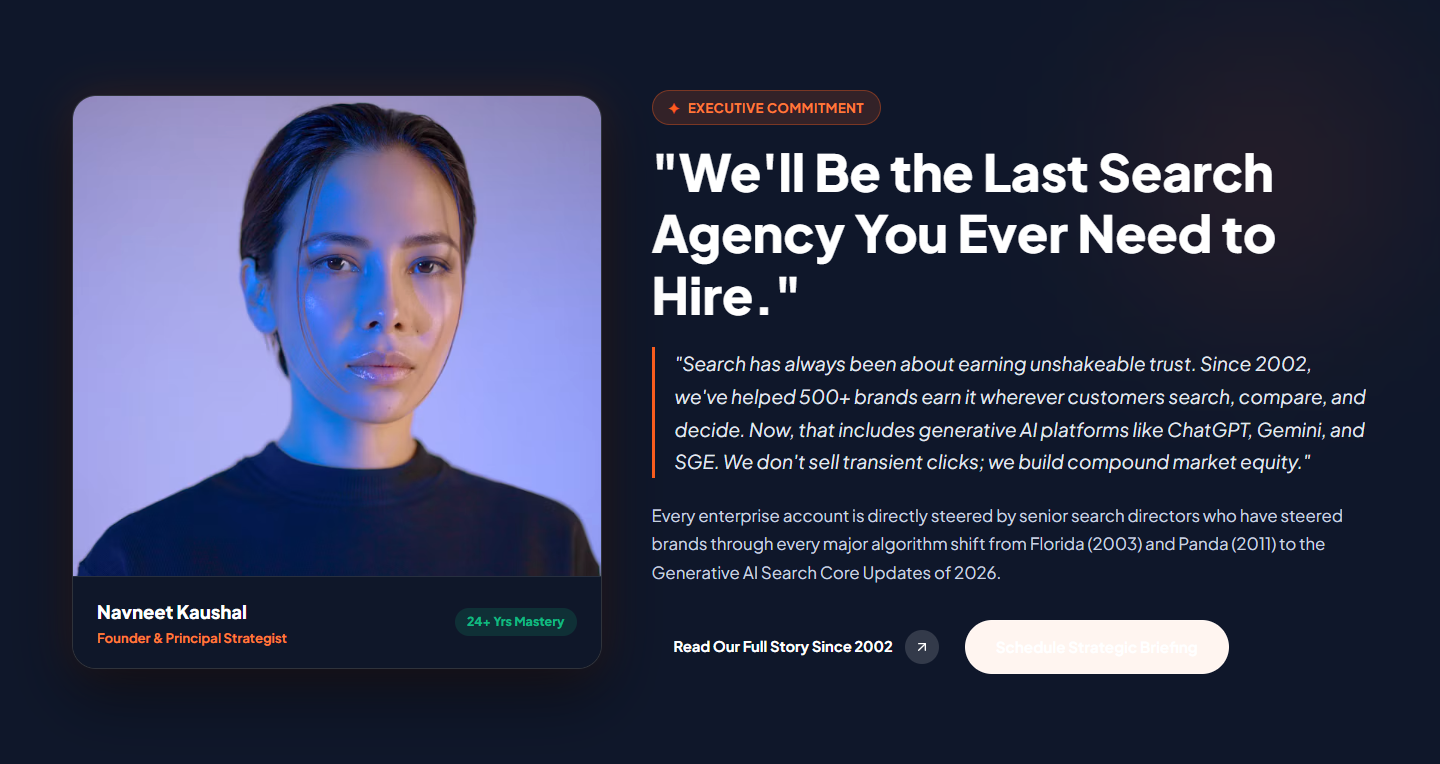 EXECUTIVE COMMITMENT
"We'll Be the Last Search
Agency You Ever Need to
Hire."
"Search has always been about earning unshakeable trust. Since 2002,
we've helped 500+ brands earn it wherever customers search, compare, and
decide. Now, that includes generative AI platforms like ChatGPT, Gemini, and
SGE. We don't sell transient clicks; we build compound market equity."
Every enterprise account is directly steered by senior search directors who have steered
brands through every major algorithm shift from Florida (2003) and Panda (2011) to the
Generative AI Search Core Updates of 2026.
Navneet Kaushal
Founder & Principal Strategist
24+ Yrs Mastery
Read Our Full Story Since 2002
Schedule Strategic Briefing